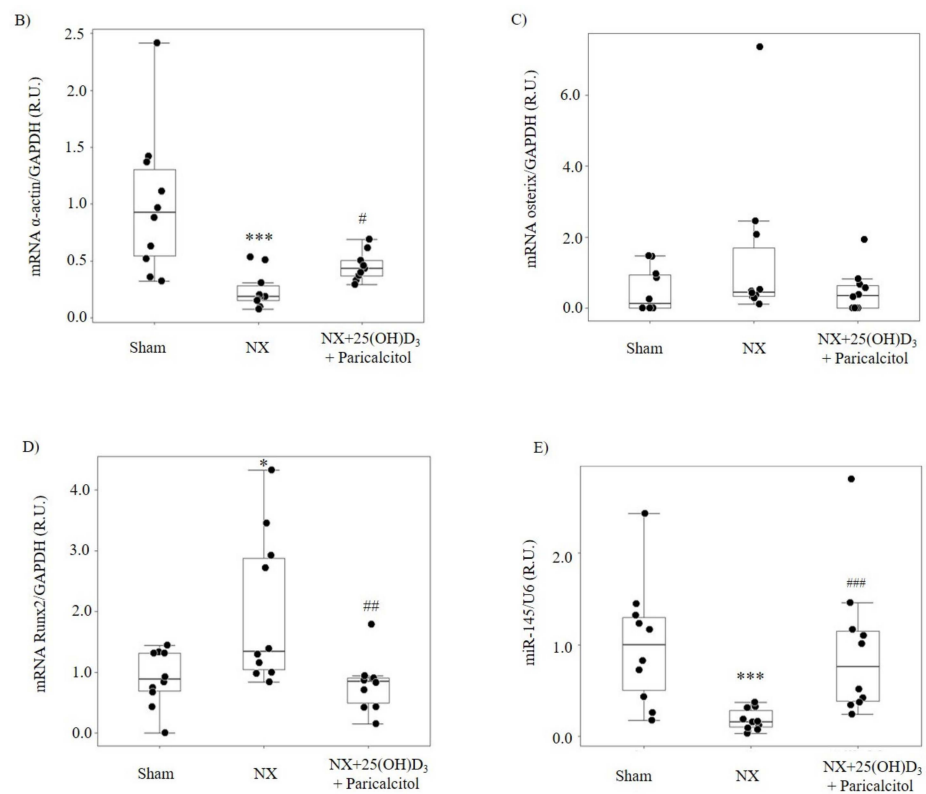 B)
2.5
2.0
1.5
1.0
0.5
0.0
mRNA α-actin/GAPDH (R.U.)
***
#
Sham
NX
NX+25(OH)D₃
+ Paricalcitol
C)
6.0
4.0
2.0
0.0
mRNA osterix/GAPDH (R.U.)
Sham
NX
NX+25(OH)D₃
+ Paricalcitol
D)
4.0
3.0
2.0
1.0
0.0
mRNA Runx2/GAPDH (R.U.)
*
##
Sham
NX
NX+25(OH)D₃
+ Paricalcitol
E)
2.0
1.0
0.0
miR-145/U6 (R.U.)
***
###
Sham
NX
NX+25(OH)D₃
+ Paricalcitol